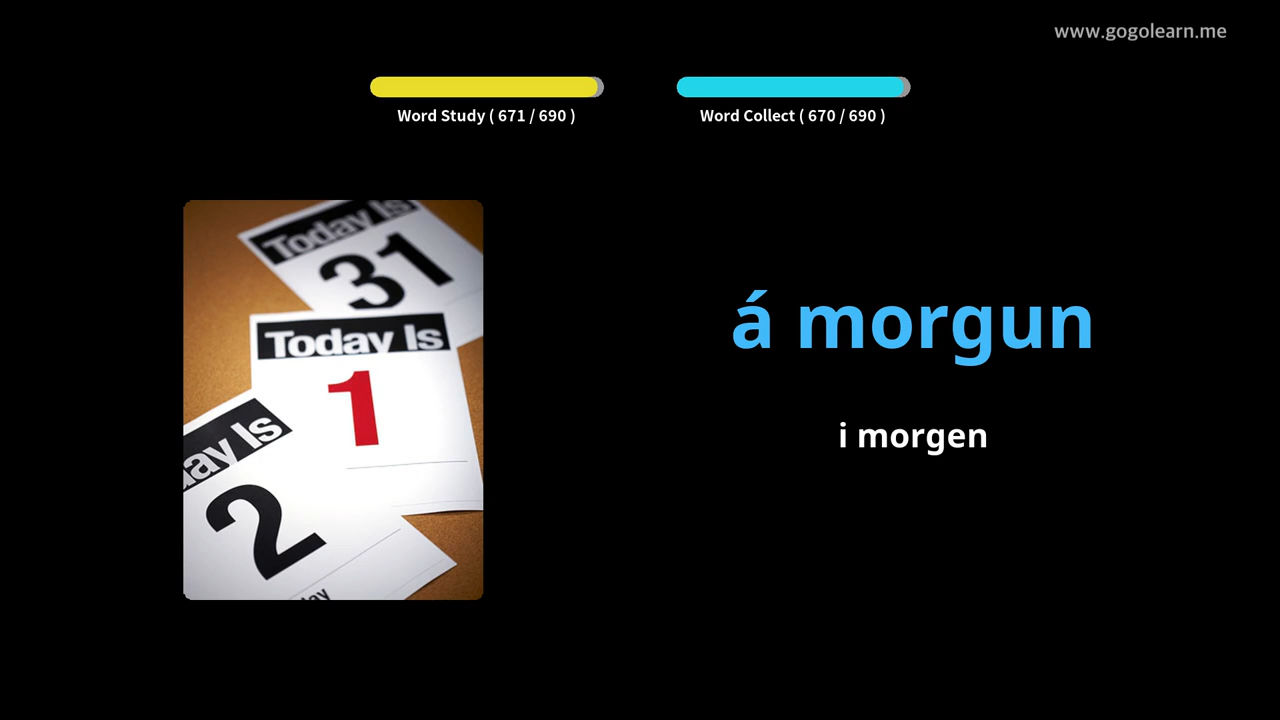 www.gogolearn.me
Word Study ( 671 / 690 )
Word Collect ( 670 / 690 )
Today Is
31
Today Is
1
ay Is
2
ay
á morgun
i morgen